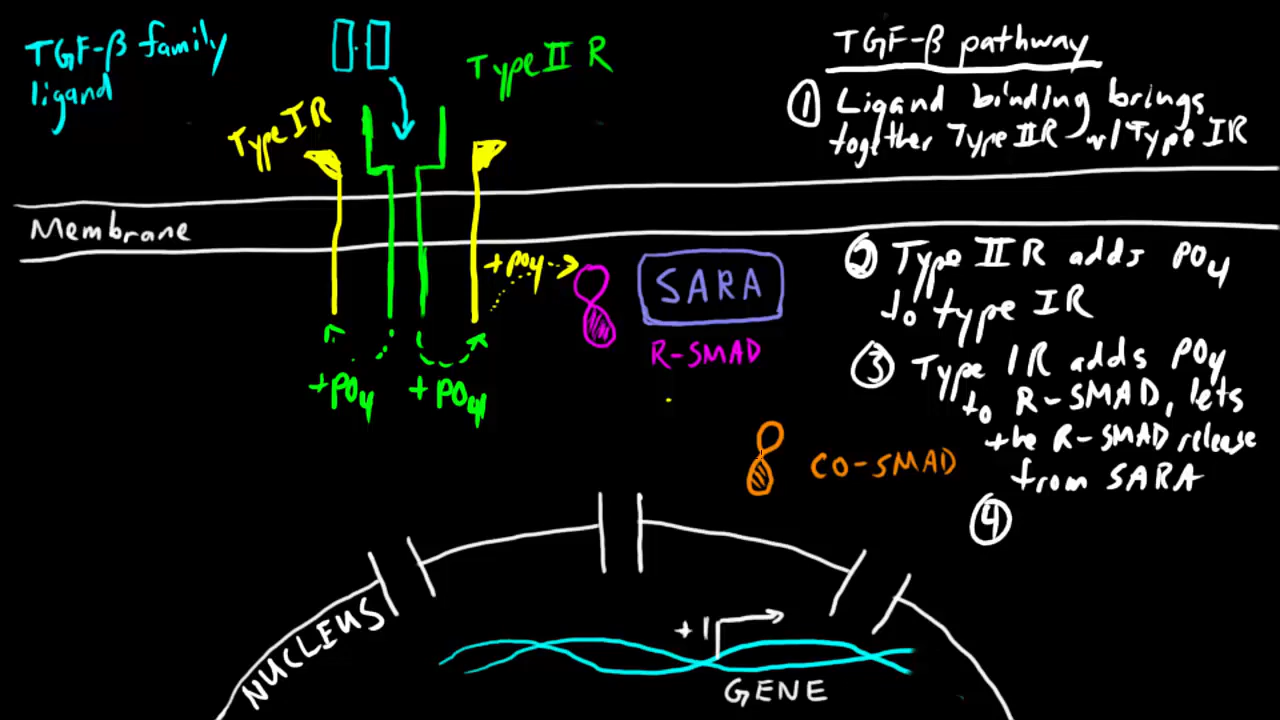 TGF-β family
ligand
Type II R
Type I R
Membrane
+PO4
+PO4
+PO4
SARA
R-SMAD
CO-SMAD
NUCLEUS
+1
GENE
TGF-β pathway
① Ligand binding brings
together Type II R w/ Type I R
② Type II R adds PO4
to type I R
③ Type I R adds PO4
to R-SMAD, lets
the R-SMAD release
from SARA
④